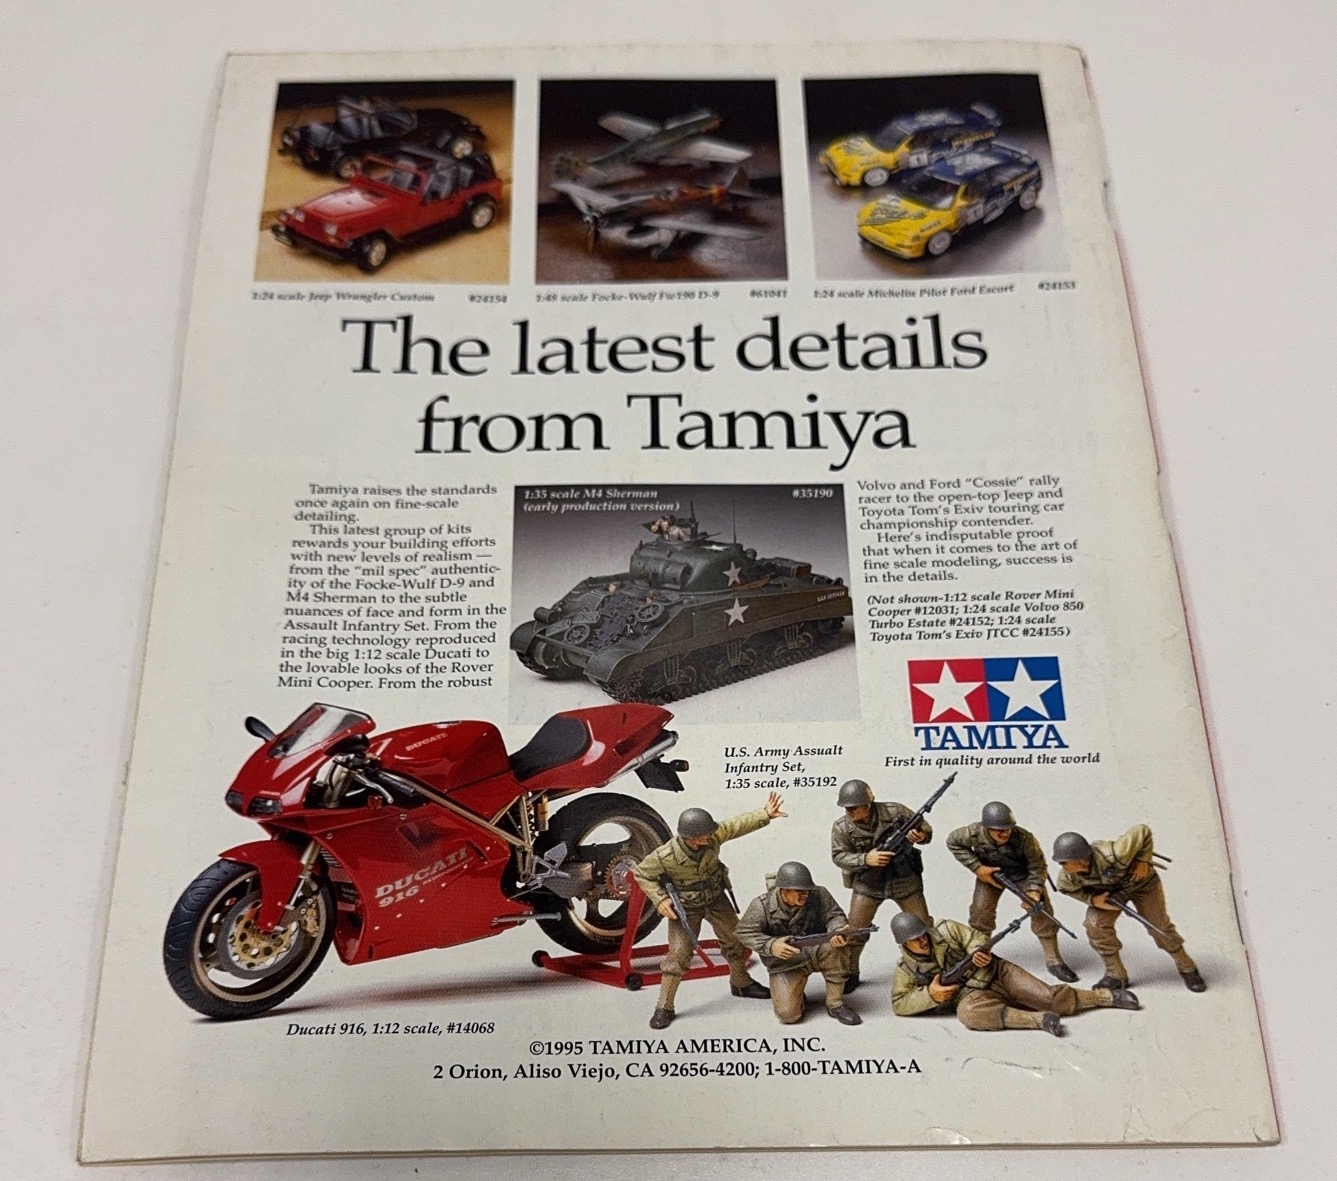 1:24 scale Jeep Wrangler Custom #24154
1:48 scale Focke-Wulf Fw190 D-9 #61041
1:24 scale Michelin Pilot Ford Escort #24153
The latest details
from Tamiya
Tamiya raises the standards
once again on fine-scale
detailing.
This latest group of kits
rewards your building efforts
with new levels of realism —
from the "mil spec" authentic-
ity of the Focke-Wulf D-9 and
M4 Sherman to the subtle
nuances of face and form in the
Assault Infantry Set. From the
racing technology reproduced
in the big 1:12 scale Ducati to
the lovable looks of the Rover
Mini Cooper. From the robust
1:35 scale M4 Sherman #35190
(early production version)
Volvo and Ford "Cossie" rally
racer to the open-top Jeep and
Toyota Tom's Exiv touring car
championship contender.
Here's indisputable proof
that when it comes to the art of
fine scale modeling, success is
in the details.
(Not shown-1:12 scale Rover Mini
Cooper #12031; 1:24 scale Volvo 850
Turbo Estate #24152; 1:24 scale
Toyota Tom's Exiv JTCC #24155)
TAMIYA
First in quality around the world
U.S. Army Assualt
Infantry Set,
1:35 scale, #35192
DUCATI
DUCATI
916
Ducati 916, 1:12 scale, #14068
©1995 TAMIYA AMERICA, INC.
2 Orion, Aliso Viejo, CA 92656-4200; 1-800-TAMIYA-A